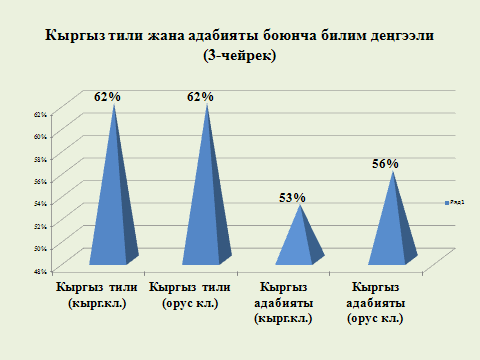 Кыргыз тили жана адабияты боюнча билим деңгээли
(3-чейрек)
62%
62%
53%
56%
62%
60%
58%
56%
54%
52%
50%
48%
Ряд1
Кыргыз тили
(кырг.кл.)
Кыргыз тили
(орус кл.)
Кыргыз
адабияты
(кырг.кл.)
Кыргыз
адабияты
(орус кл.)